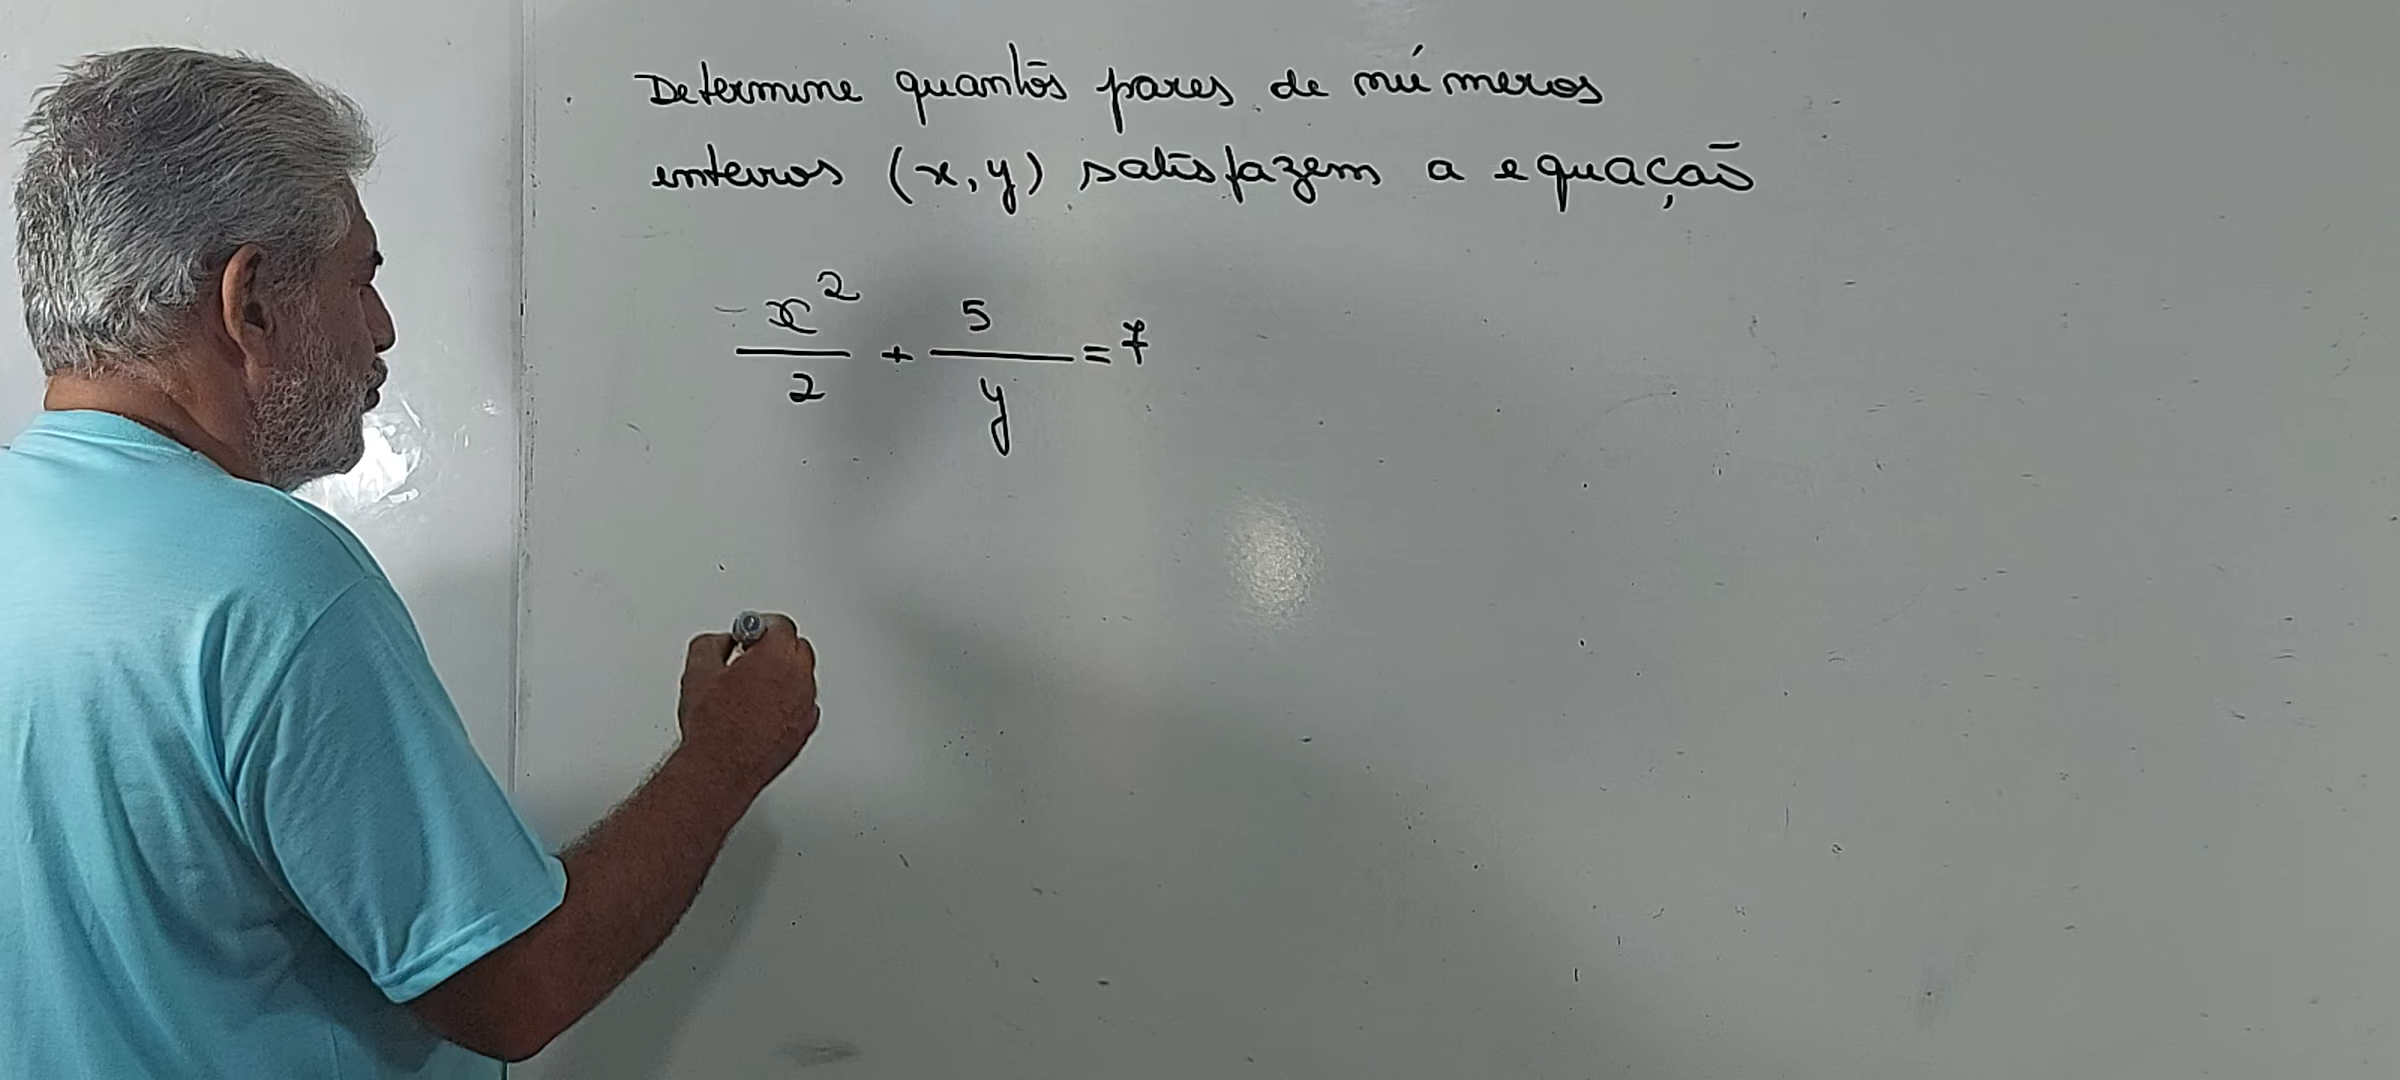 Determine quantos pares de números
inteiros (x, y) satisfazem a equação
-x²/2 + 5/y = 7